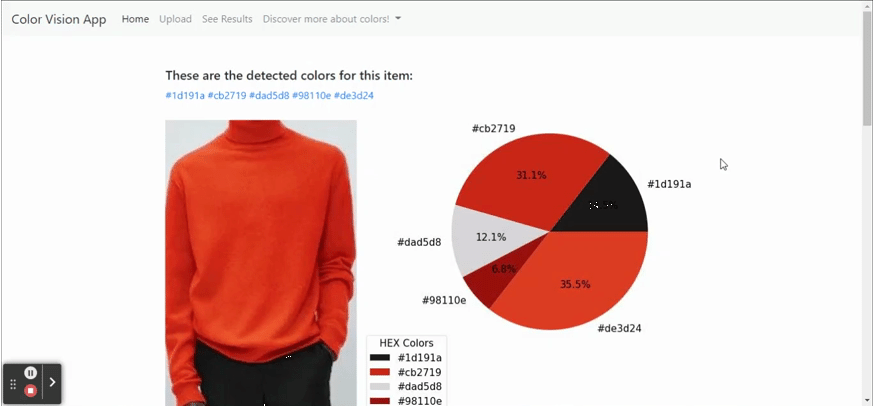 Color Vision App Home Upload See Results Discover more about colors!
These are the detected colors for this item:
#1d191a #cb2719 #dad5d8 #98110e #de3d24
#cb2719
31.1%
#1d191a
#dad5d8
12.1%
6.8%
#98110e
35.5%
#de3d24
HEX Colors
#1d191a
#cb2719
#dad5d8
#98110e